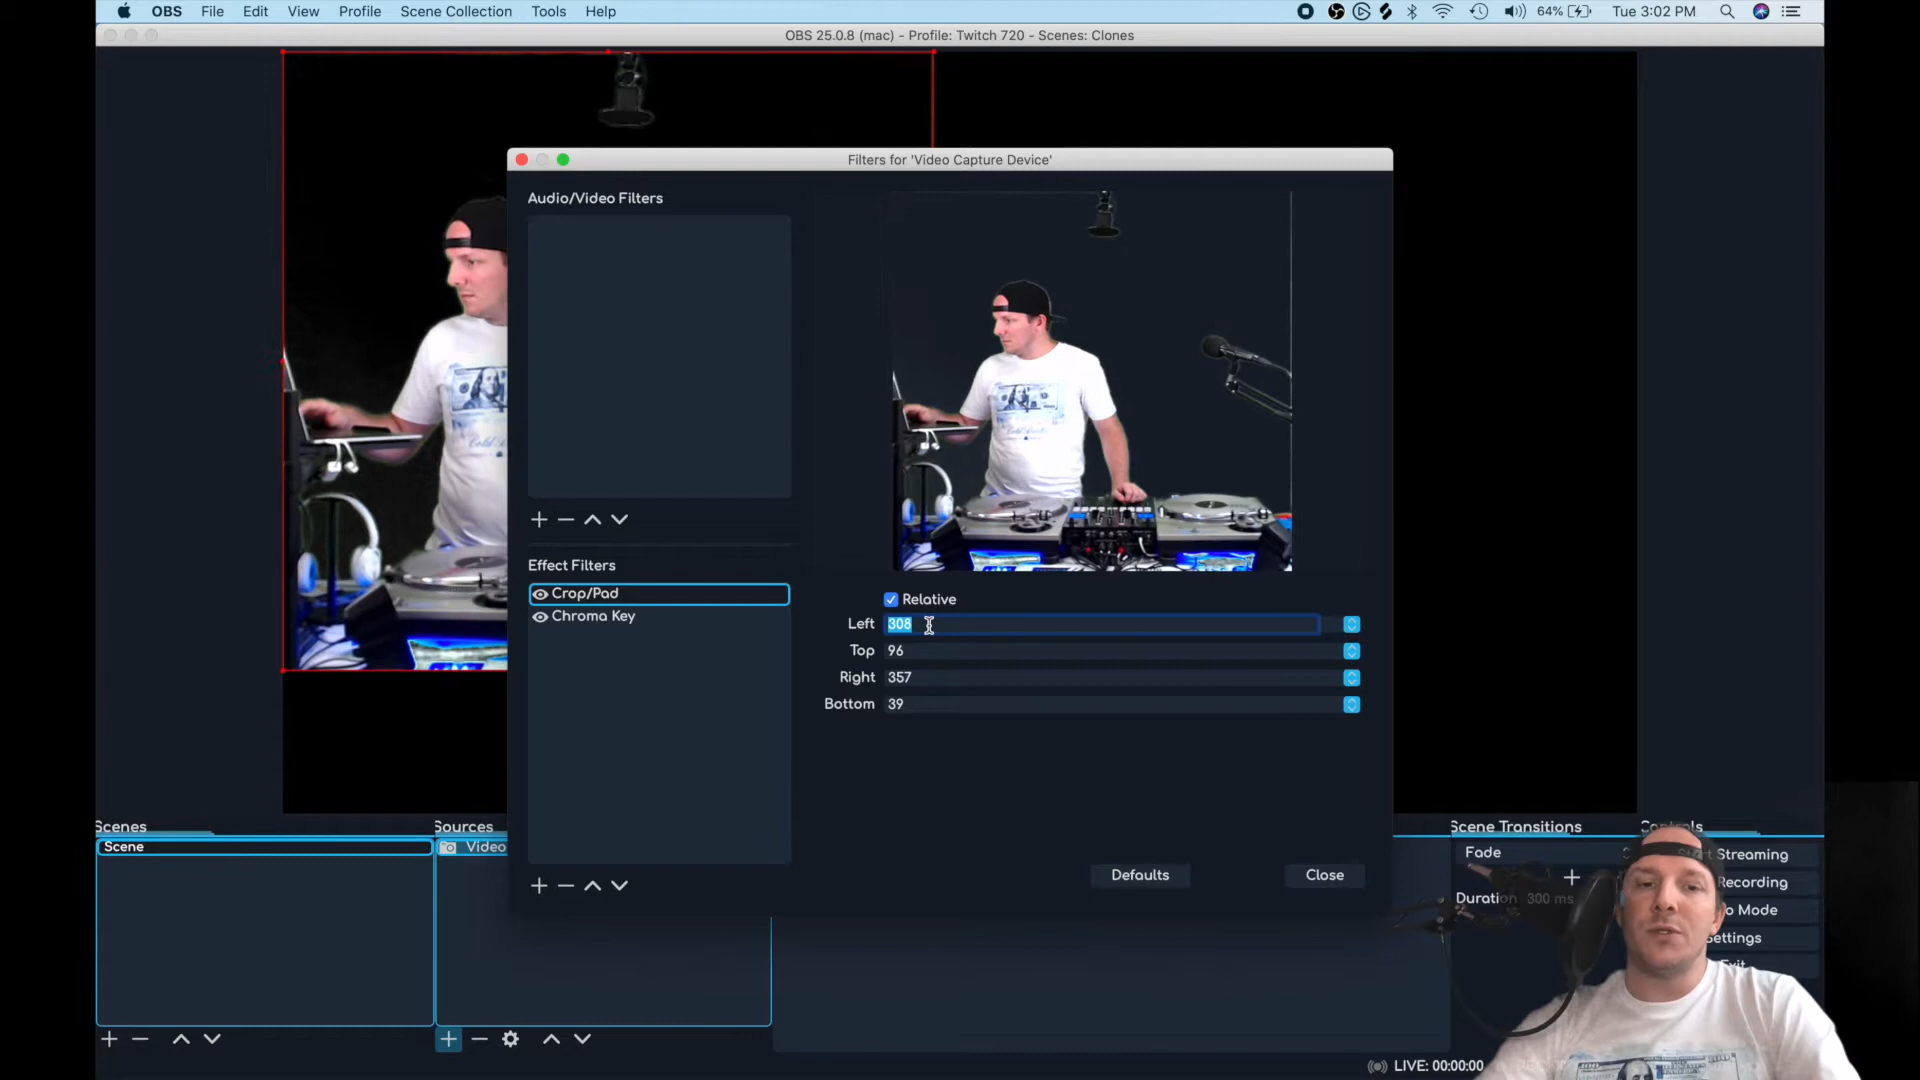 OBS File Edit View Profile Scene Collection Tools Help 64% Tue 3:02 PM
OBS 25.0.8 (mac) - Profile: Twitch 720 - Scenes: Clones
Filters for 'Video Capture Device'
Audio/Video Filters
Effect Filters
Crop/Pad
Chroma Key
Relative
Left 308
Top 96
Right 357
Bottom 39
Defaults Close
Scenes Sources Scene Transitions Controls
Scene Video Fade Streaming
Recording
Duration 300 ms Mode
Settings
Exit
LIVE: 00:00:00